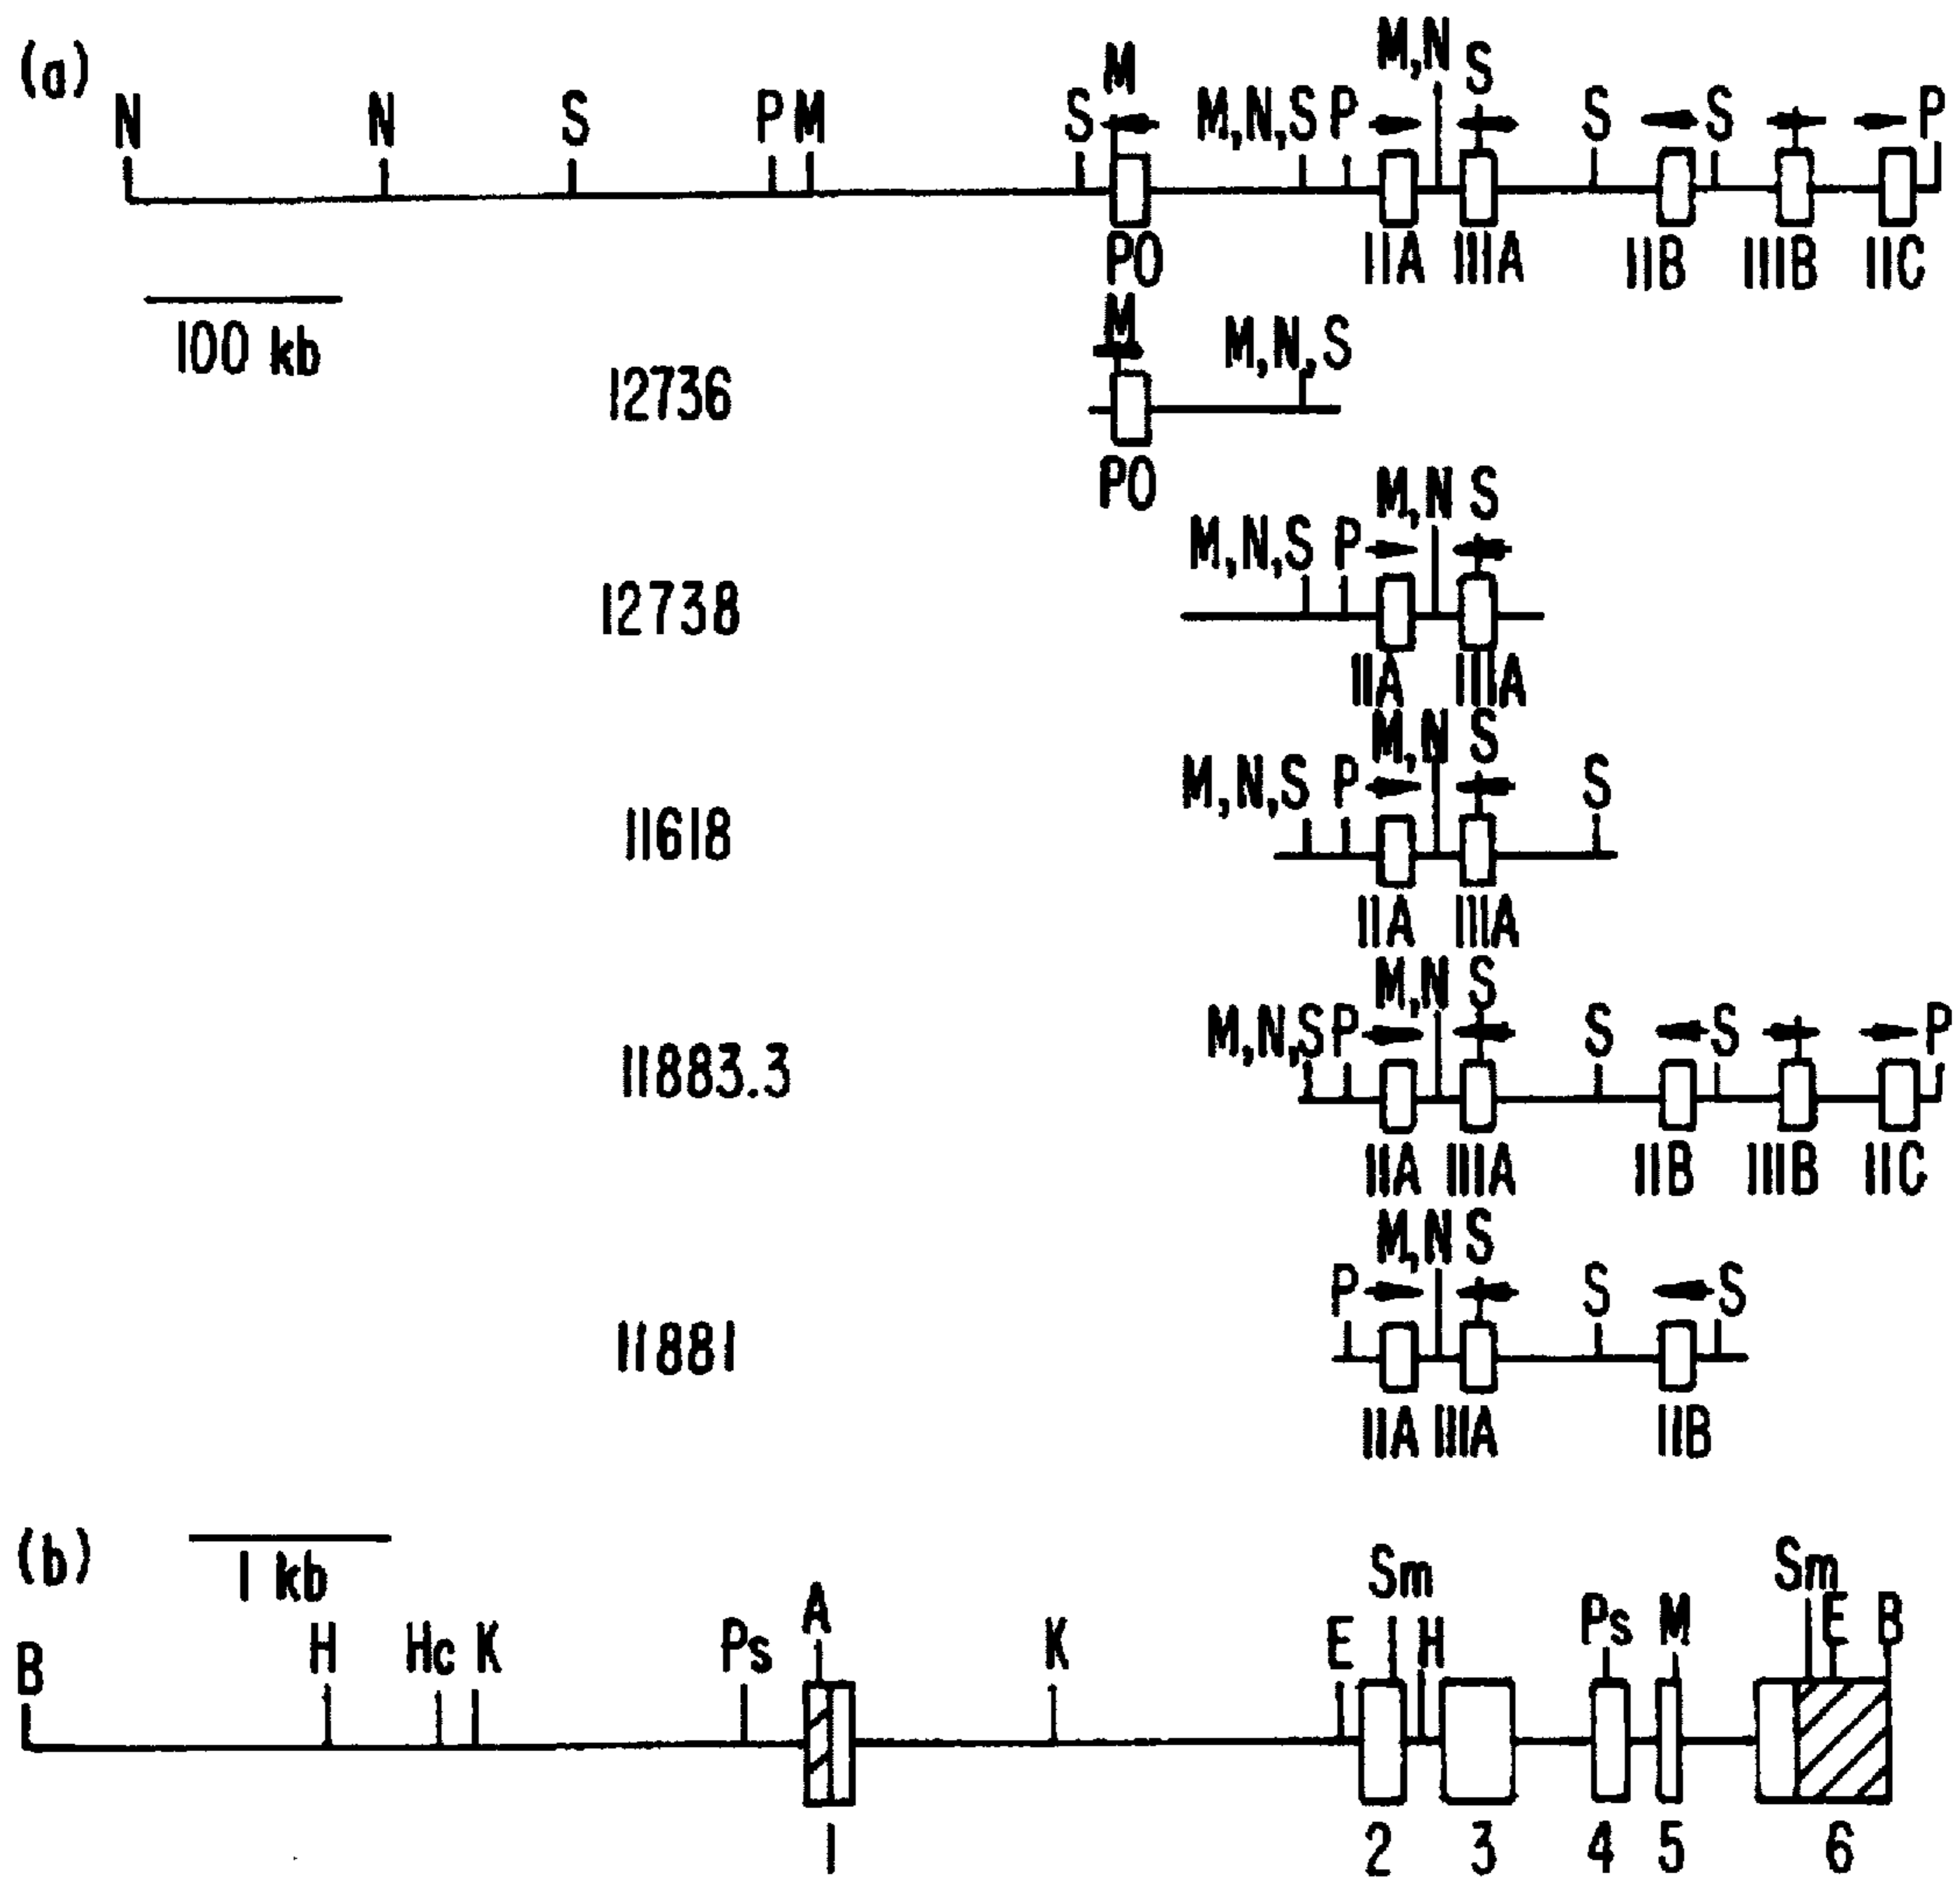 (a)
M M,N S
N N S P M S M,N,S P S S P
PO IIA IIIA IIB IIIB IIC
100 kb
M M,N,S
12736
PO
M,N S
M,N,S P
12738
IIA IIIA
M,N S
M,N,S P S
11618
IIA IIIA
M,N S
M,N,S P S S P
11883.3
IIA IIIA IIB IIIB IIC
M,N S
P S S
11881
IIA IIIA IIB
(b)
1 kb
Sm Sm
B H Hc K Ps A K E H Ps M E B
1 2 3 4 5 6